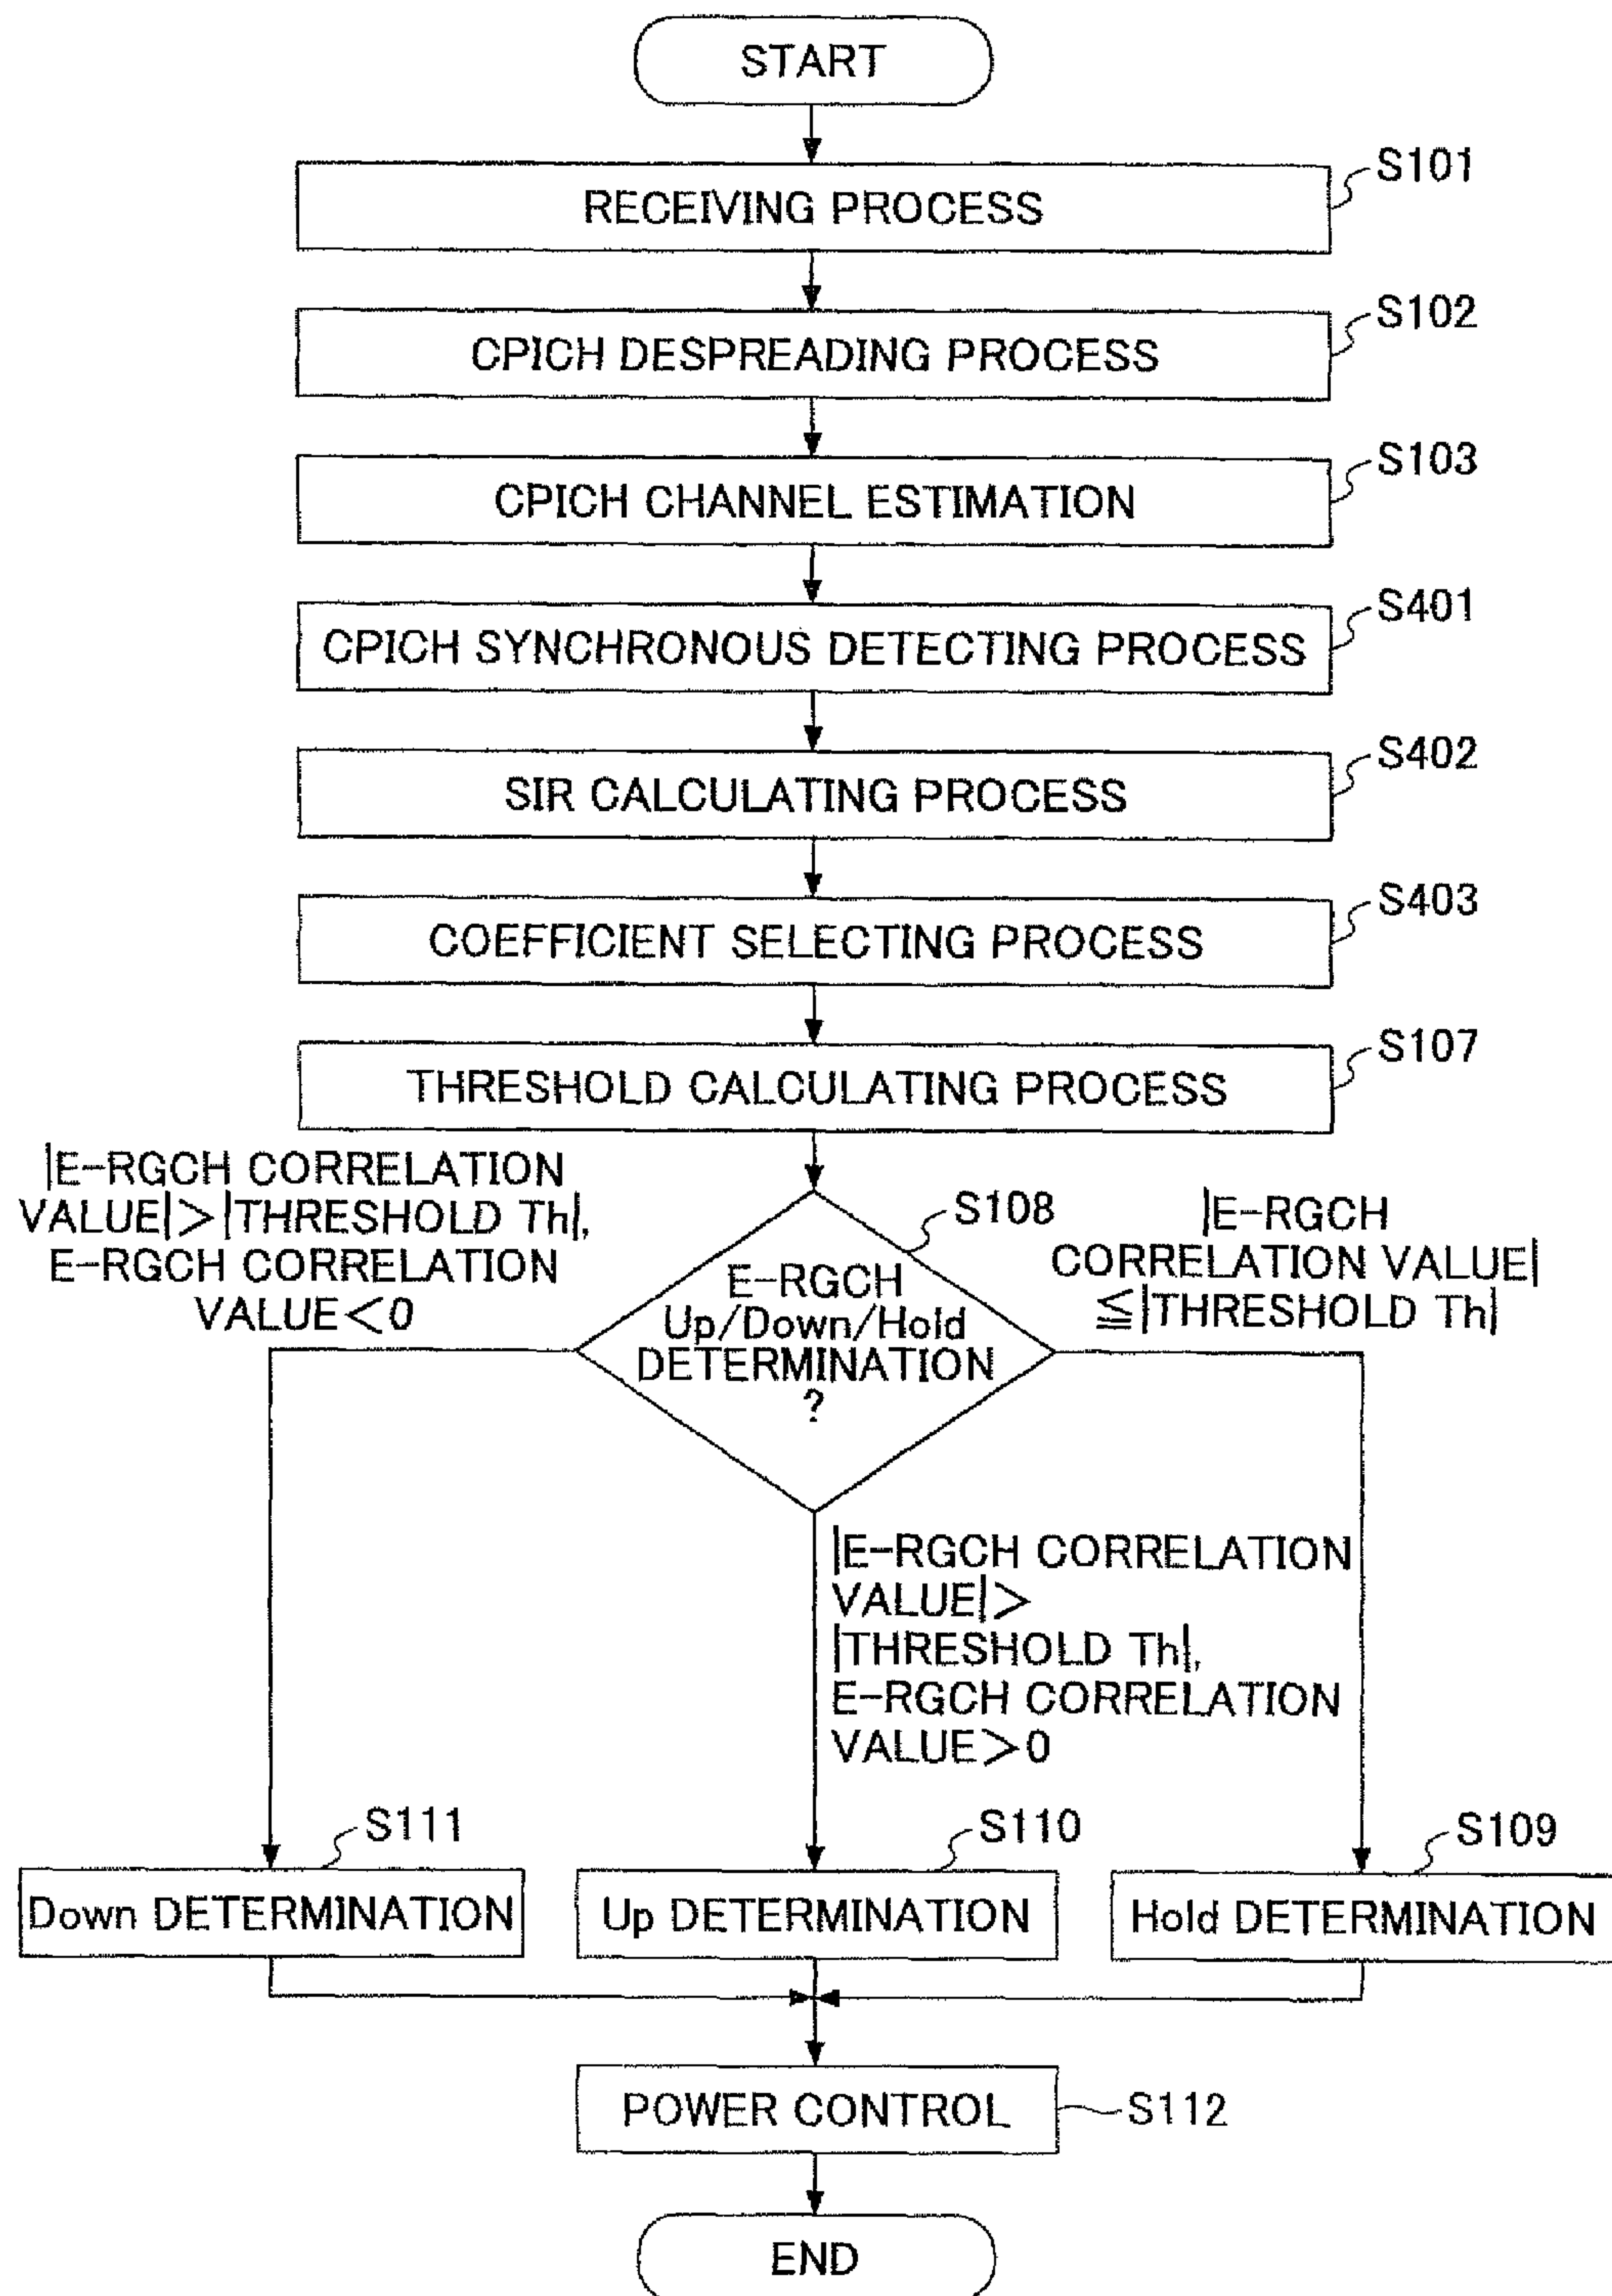 START
RECEIVING PROCESS
S101
CPICH DESPREADING PROCESS
S102
CPICH CHANNEL ESTIMATION
S103
CPICH SYNCHRONOUS DETECTING PROCESS
S401
SIR CALCULATING PROCESS
S402
COEFFICIENT SELECTING PROCESS
S403
THRESHOLD CALCULATING PROCESS
S107
|E-RGCH CORRELATION
VALUE|>|THRESHOLD Th|,
E-RGCH CORRELATION
VALUE<0
S108
E-RGCH
Up/Down/Hold
DETERMINATION
?
|E-RGCH
CORRELATION VALUE|
≦|THRESHOLD Th|
|E-RGCH CORRELATION
VALUE|>
|THRESHOLD Th|,
E-RGCH CORRELATION
VALUE>0
S111
Down DETERMINATION
S110
Up DETERMINATION
S109
Hold DETERMINATION
POWER CONTROL
S112
END